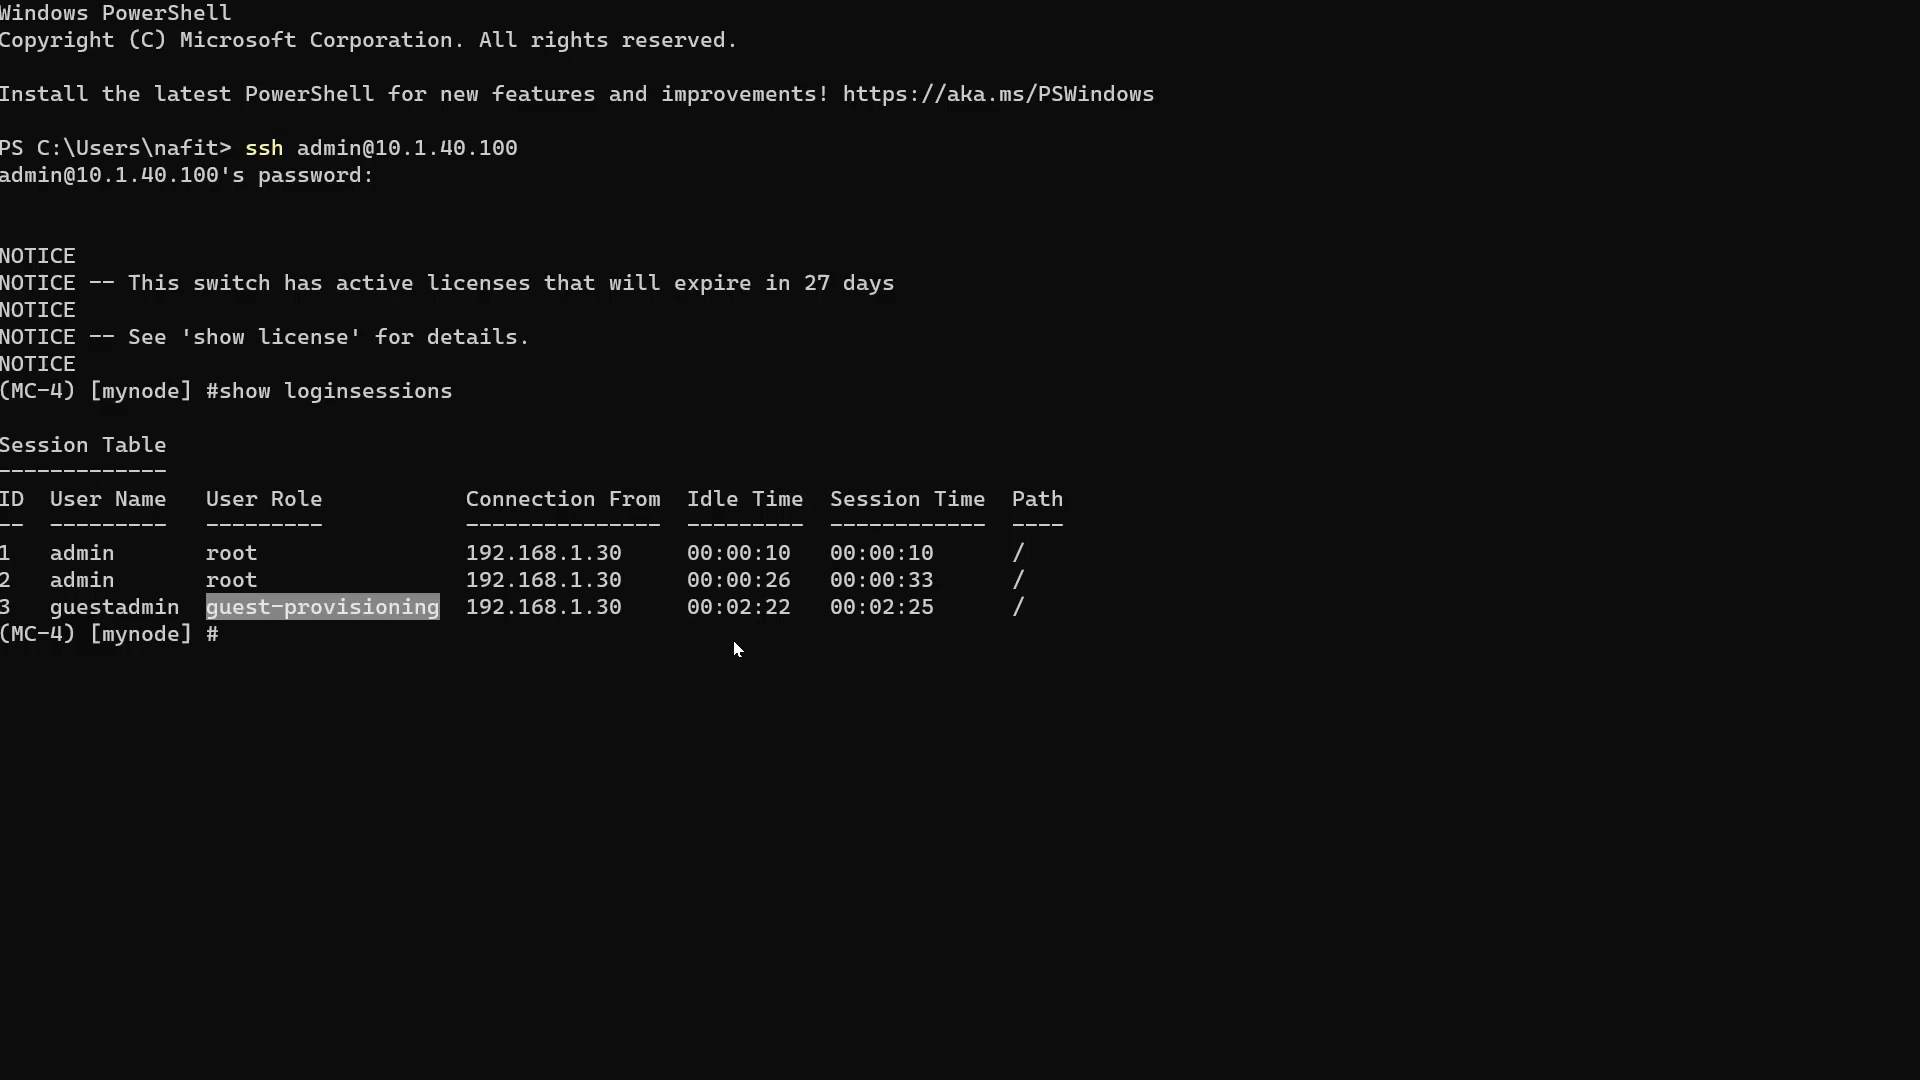 Windows PowerShell
Copyright (C) Microsoft Corporation. All rights reserved.
Install the latest PowerShell for new features and improvements! https://aka.ms/PSWindows
PS C:\Users\nafit> ssh admin@10.1.40.100
admin@10.1.40.100's password:
NOTICE
NOTICE -- This switch has active licenses that will expire in 27 days
NOTICE
NOTICE -- See 'show license' for details.
NOTICE
(MC-4) [mynode] #show loginsessions
Session Table
-------------
ID  User Name   User Role           Connection From  Idle Time  Session Time  Path
--  ---------   ---------           ---------------  ---------  ------------  ----
1   admin       root                192.168.1.30     00:00:10   00:00:10      /
2   admin       root                192.168.1.30     00:00:26   00:00:33      /
3   guestadmin  guest-provisioning  192.168.1.30     00:02:22   00:02:25      /
(MC-4) [mynode] #